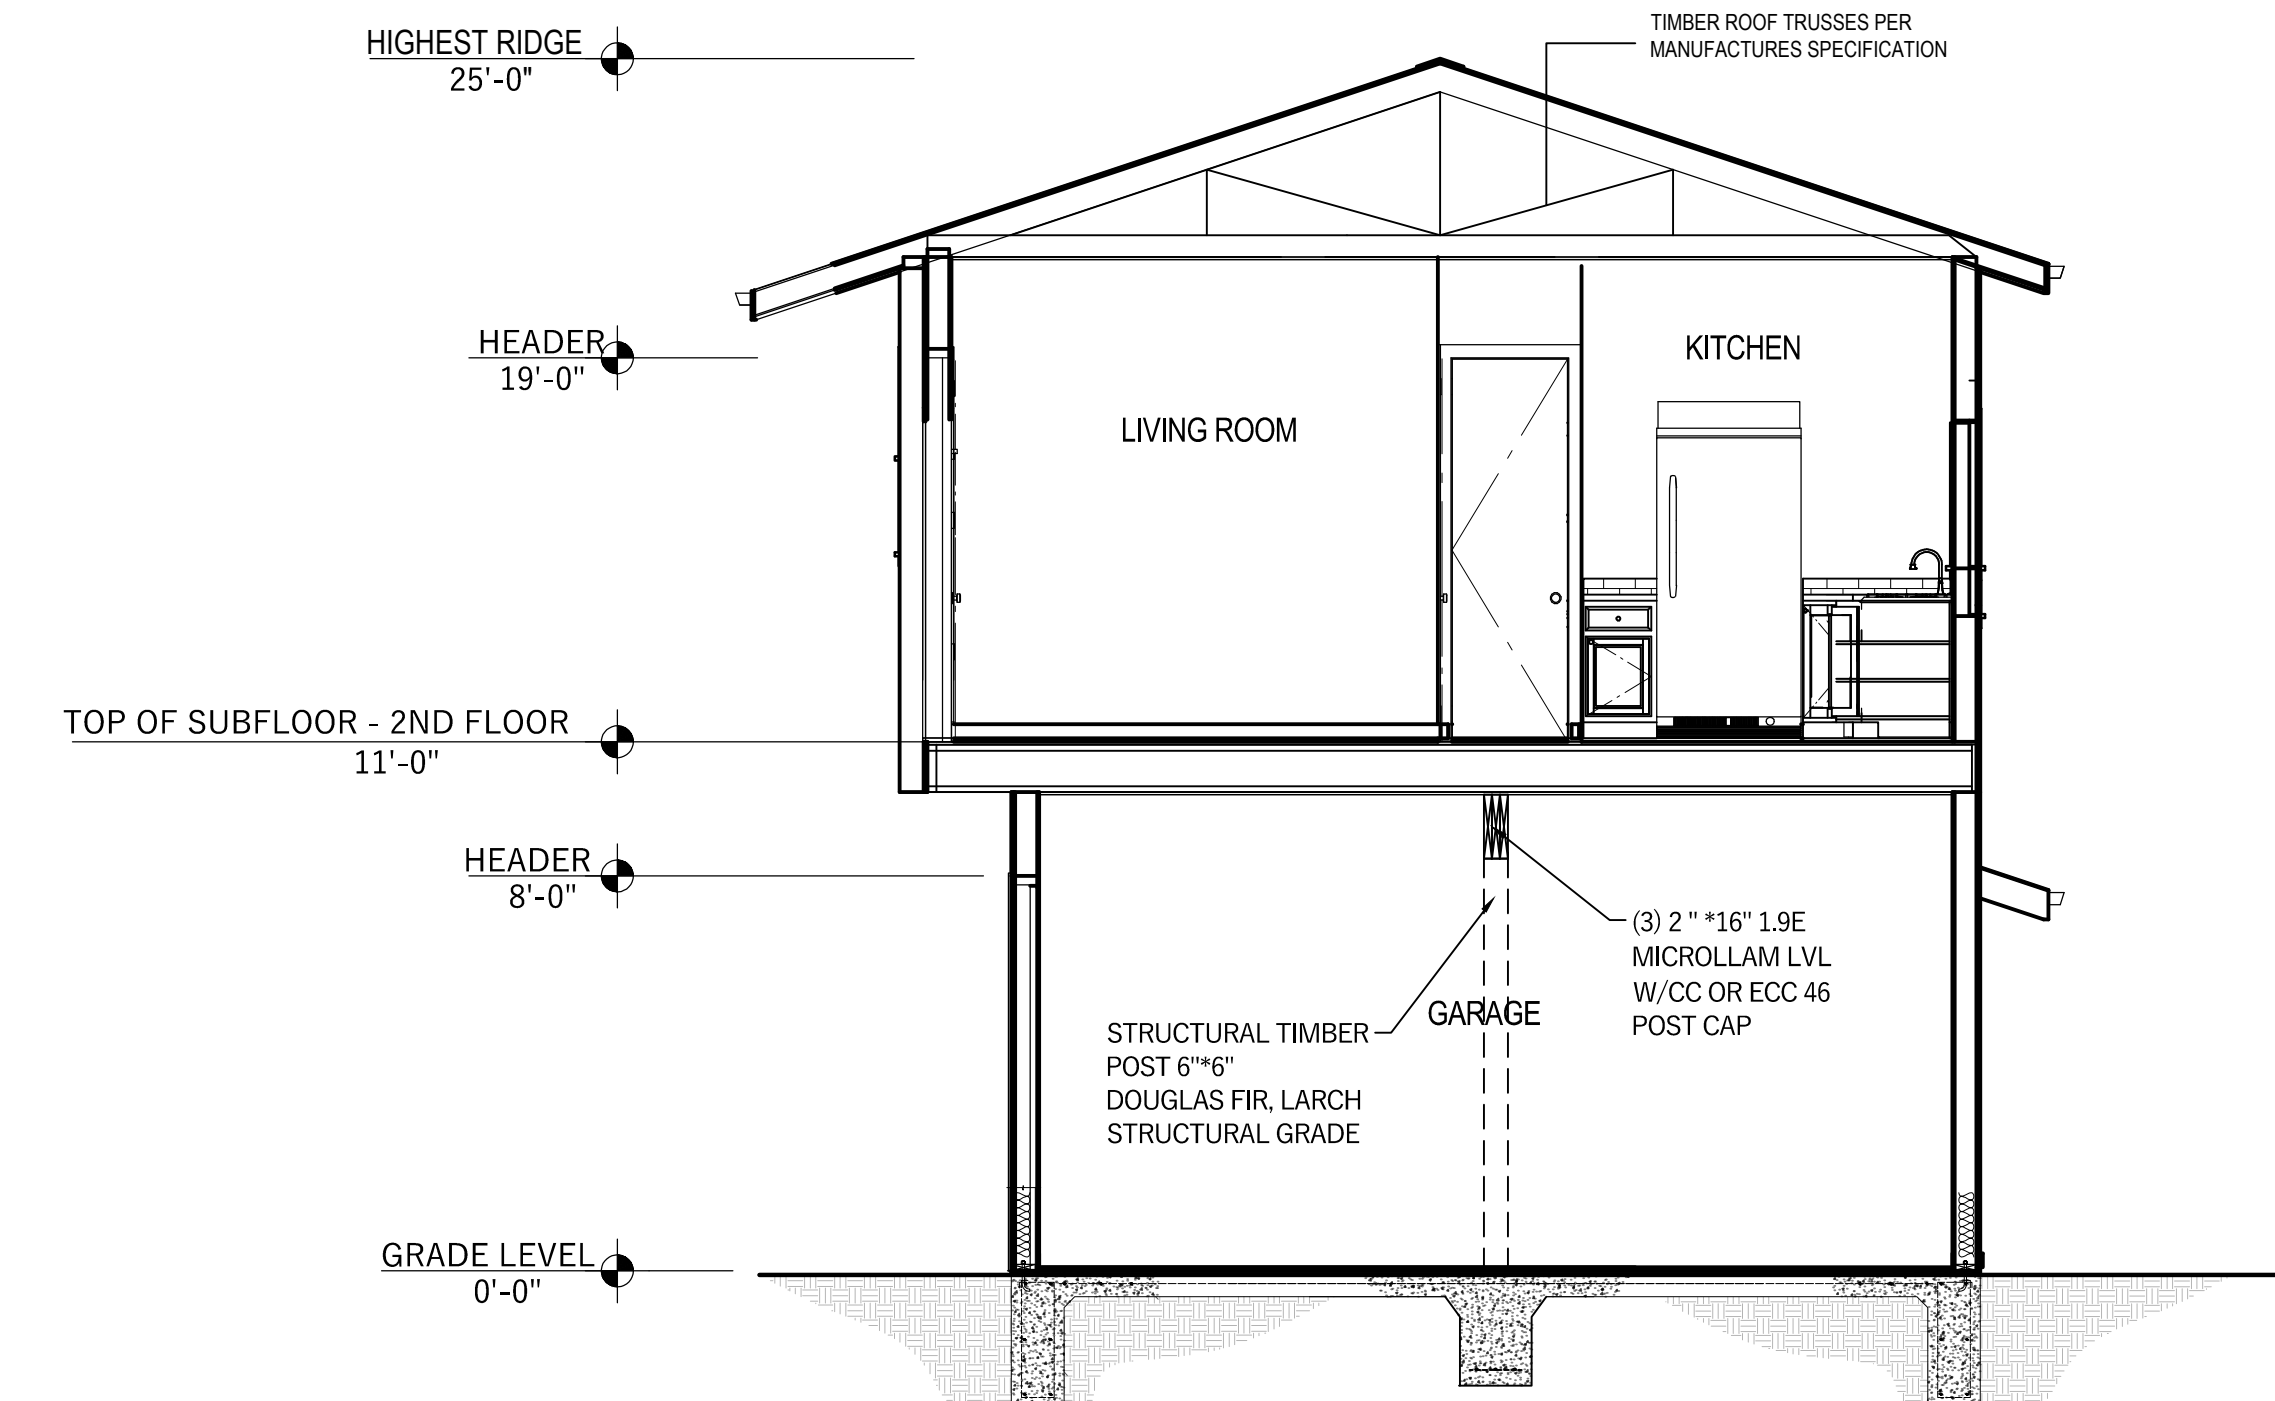 TIMBER ROOF TRUSSES PER
MANUFACTURES SPECIFICATION
HIGHEST RIDGE
25'-0"
HEADER
19'-0"
KITCHEN
LIVING ROOM
TOP OF SUBFLOOR - 2ND FLOOR
11'-0"
HEADER
8'-0"
(3) 2 " *16" 1.9E
MICROLLAM LVL
W/CC OR ECC 46
POST CAP
GARAGE
STRUCTURAL TIMBER
POST 6"*6"
DOUGLAS FIR, LARCH
STRUCTURAL GRADE
GRADE LEVEL
0'-0"